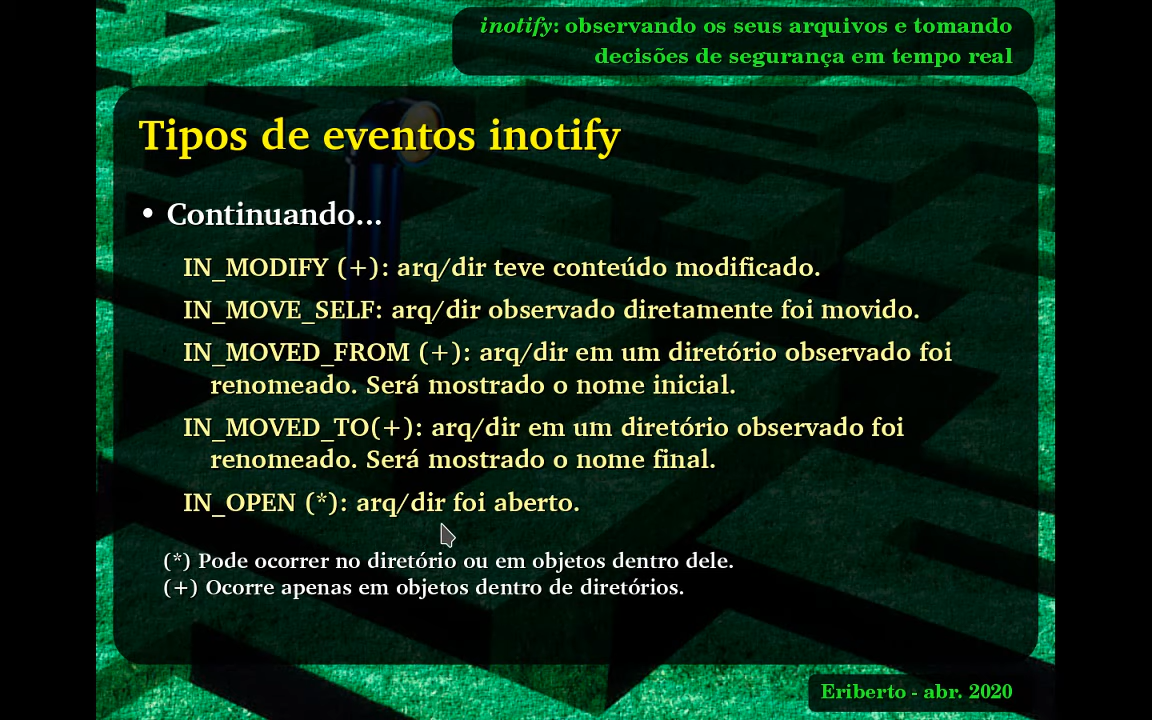 inotify: observando os seus arquivos e tomando
decisões de segurança em tempo real
Tipos de eventos inotify
• Continuando...
IN_MODIFY (+): arq/dir teve conteúdo modificado.
IN_MOVE_SELF: arq/dir observado diretamente foi movido.
IN_MOVED_FROM (+): arq/dir em um diretório observado foi
renomeado. Será mostrado o nome inicial.
IN_MOVED_TO(+): arq/dir em um diretório observado foi
renomeado. Será mostrado o nome final.
IN_OPEN (*): arq/dir foi aberto.
(*) Pode ocorrer no diretório ou em objetos dentro dele.
(+) Ocorre apenas em objetos dentro de diretórios.
Eriberto - abr. 2020